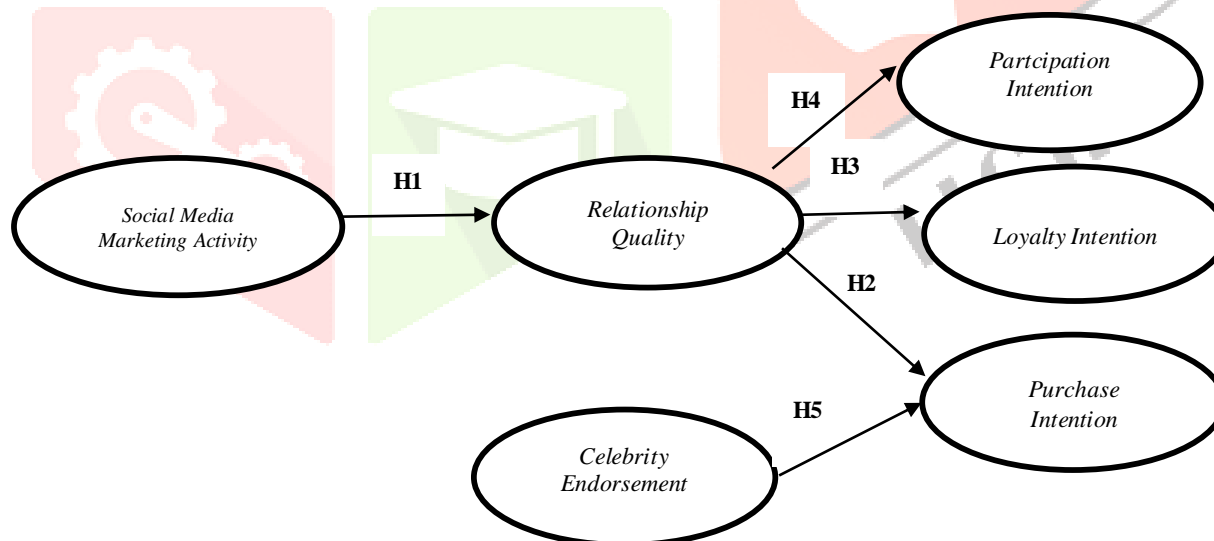 Partcipation
Intention
H4
H3
H1
Social Media
Marketing Activity
Relationship
Quality
Loyalty Intention
H2
Purchase
Intention
H5
Celebrity
Endorsement